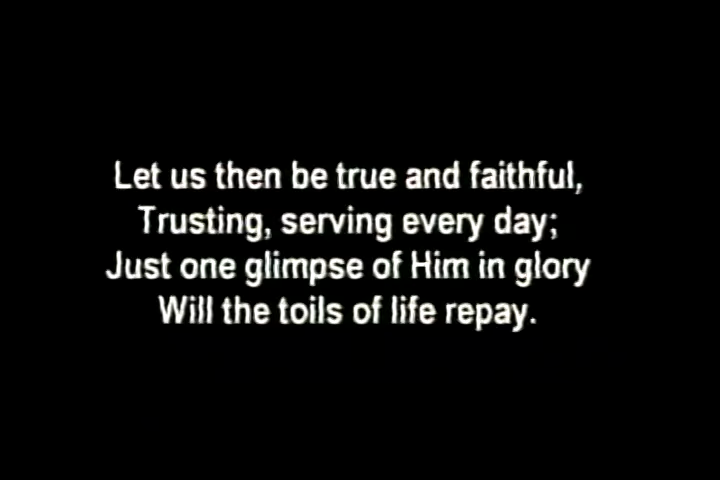 Let us then be true and faithful,
Trusting, serving every day;
Just one glimpse of Him in glory
Will the toils of life repay.